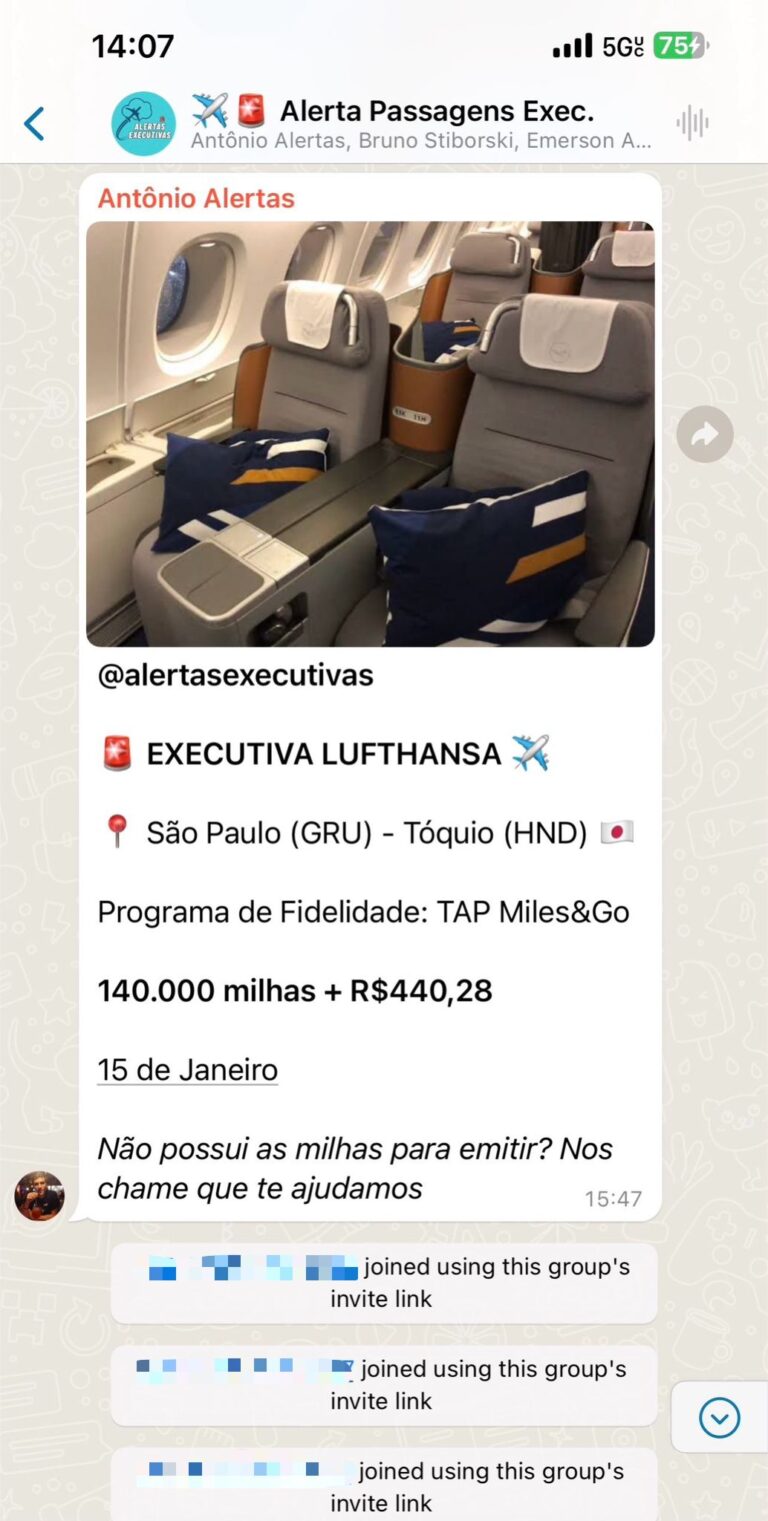 14:07
5G UC
75
ALERTAS
EXECUTIVAS
✈️🚨 Alerta Passagens Exec.
Antônio Alertas, Bruno Stiborski, Emerson A...
Antônio Alertas
11K 11H
@alertasexecutivas
🚨 EXECUTIVA LUFTHANSA ✈️
📍 São Paulo (GRU) - Tóquio (HND) 🇯🇵
Programa de Fidelidade: TAP Miles&Go
140.000 milhas + R$440,28
15 de Janeiro
Não possui as milhas para emitir? Nos
chame que te ajudamos
15:47
joined using this group's
invite link
joined using this group's
invite link
joined using this group's
invite link